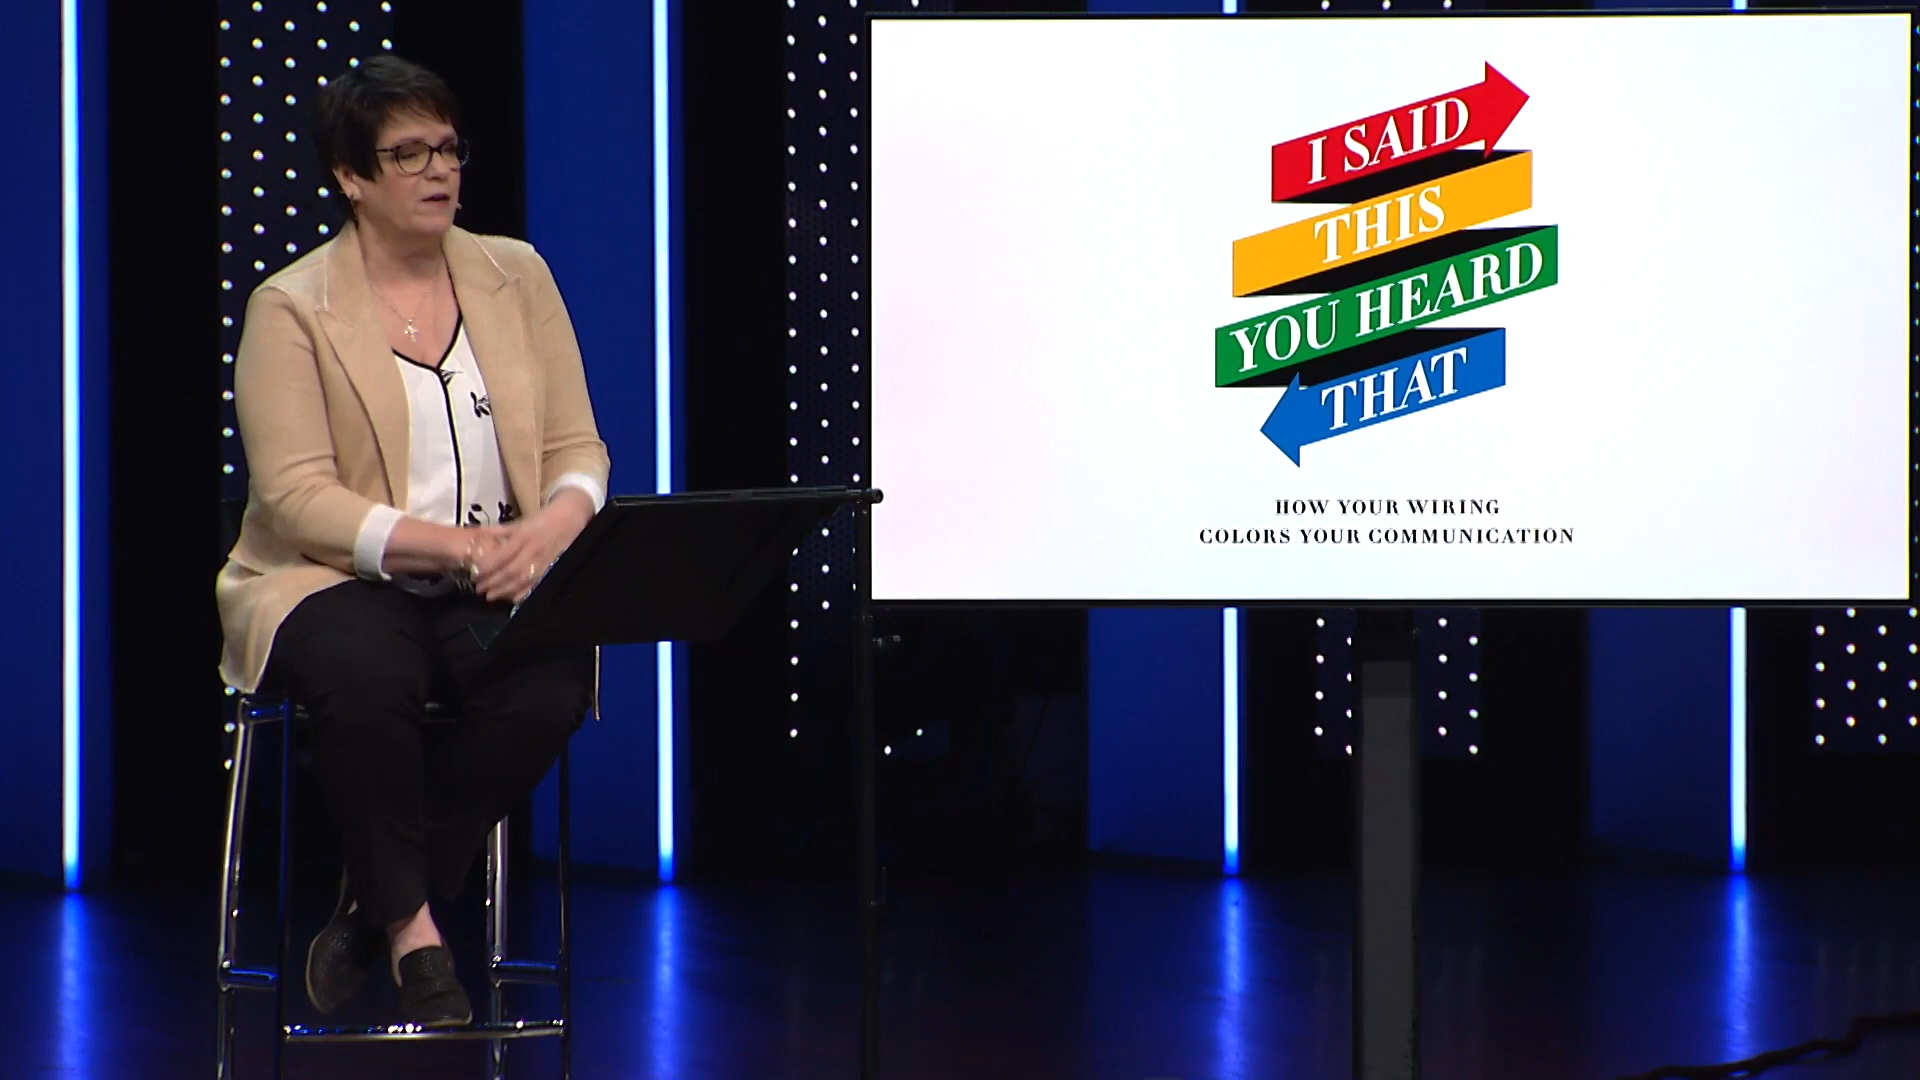 I SAID
THIS
YOU HEARD
THAT
HOW YOUR WIRING
COLORS YOUR COMMUNICATION